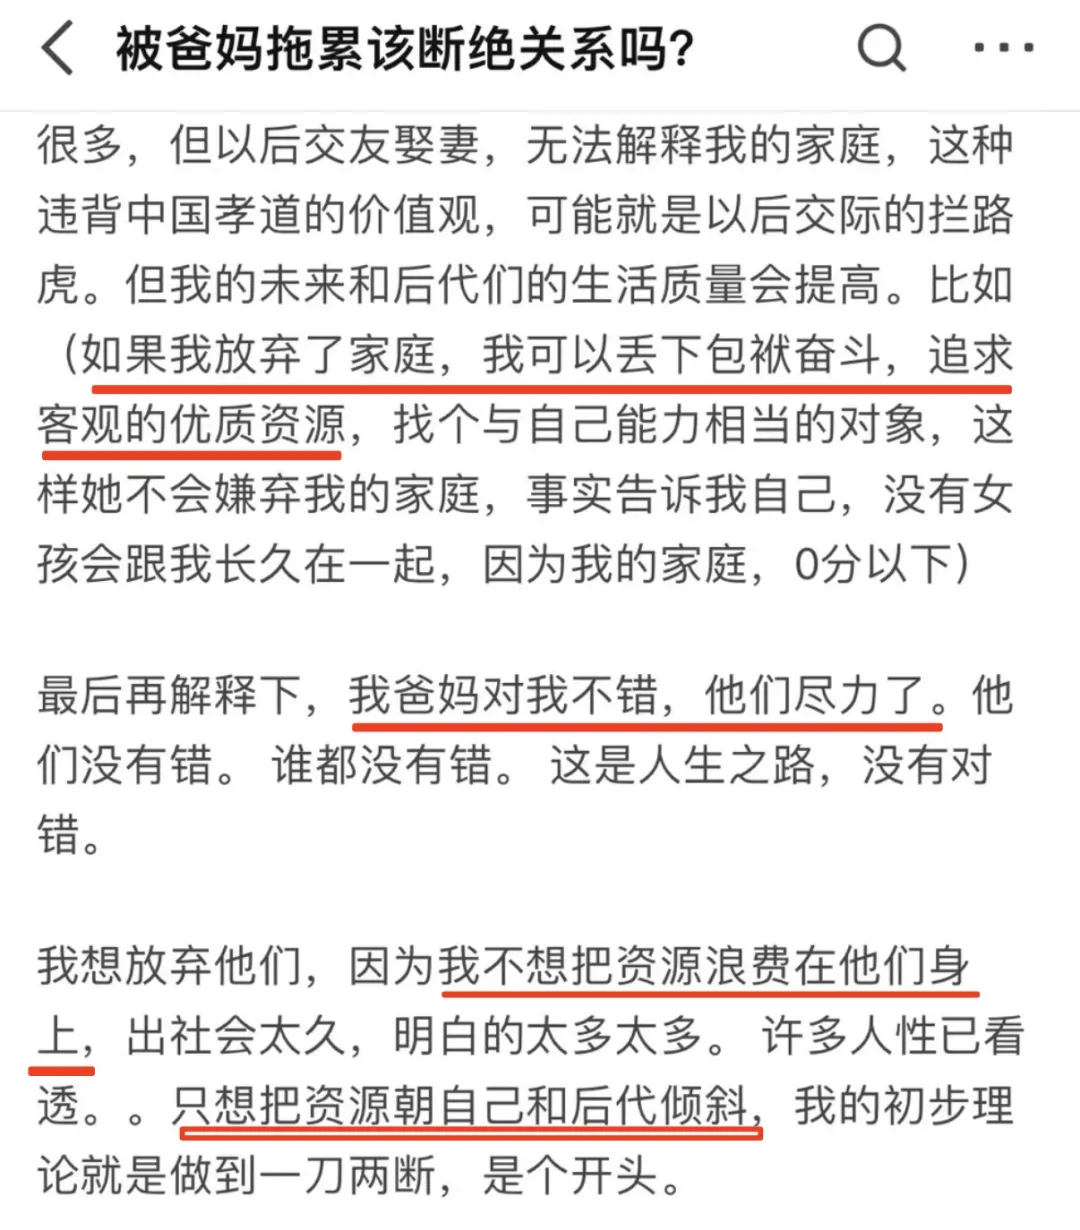 被爸妈拖累该断绝关系吗?
很多，但以后交友娶妻，无法解释我的家庭，这种
违背中国孝道的价值观，可能就是以后交际的拦路
虎。但我的未来和后代们的生活质量会提高。比如
（如果我放弃了家庭，我可以丢下包袱奋斗，追求
客观的优质资源，找个与自己能力相当的对象，这
样她不会嫌弃我的家庭，事实告诉我自己，没有女
孩会跟我长久在一起，因为我的家庭，0分以下）
最后再解释下，我爸妈对我不错，他们尽力了。他
们没有错。 谁都没有错。 这是人生之路，没有对
错。
我想放弃他们，因为我不想把资源浪费在他们身
上，出社会太久，明白的太多太多。 许多人性已看
透。。只想把资源朝自己和后代倾斜，我的初步理
论就是做到一刀两断，是个开头。